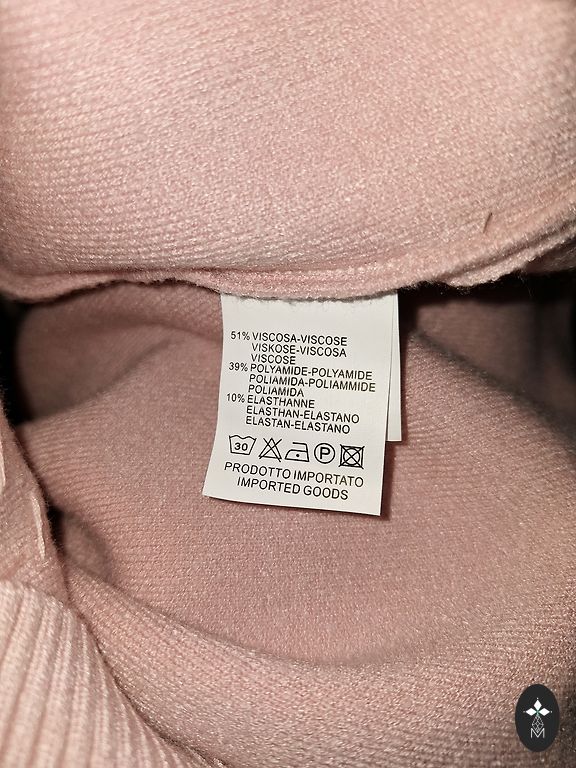 51% VISCOSA-VISCOSE
VISKOSE-VISCOSA
VISCOSE
39% POLYAMIDE-POLYAMIDE
POLIAMIDA-POLIAMMIDE
POLIAMIDA
10% ELASTHANNE
ELASTHAN-ELASTANO
ELASTAN-ELASTANO
30 P
PRODOTTO IMPORTATO
IMPORTED GOODS
M